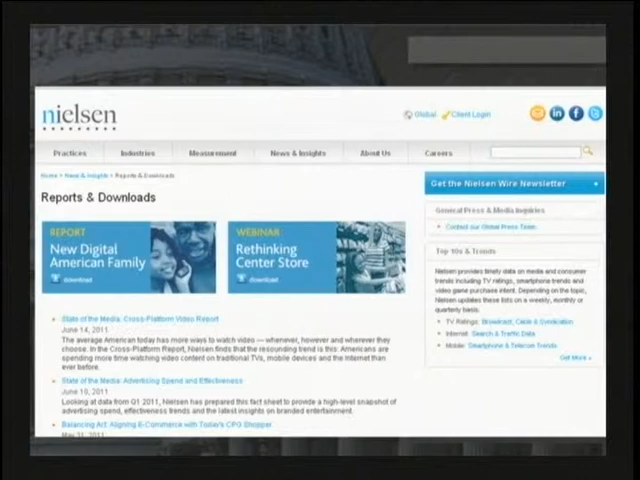 nielsen
Global
Client Login
Practices
Industries
Measurement
News & Insights
About Us
Careers
Home > News & Insights > Reports & Downloads
Reports & Downloads
REPORT
New Digital
American Family
download
WEBINAR
Rethinking
Center Store
download
State of the Media: Cross-Platform Video Report
June 14, 2011
The average American today has more ways to watch video — whenever, however and wherever they
choose. In the Cross-Platform Report, Nielsen finds that the resounding trend is this: Americans are
spending more time watching video content on traditional TVs, mobile devices and the Internet than
ever before.
State of the Media: Advertising Spend and Effectiveness
June 10, 2011
Looking at data from Q1 2011, Nielsen has prepared this fact sheet to provide a high-level snapshot of
advertising spend, effectiveness trends and the latest insights on branded entertainment.
Balancing Act: Aligning E-Commerce with Today's CPG Shopper
May 31, 2011
Get the Nielsen Wire Newsletter
General Press & Media Inquiries
Contact our Global Press Team
Top 10s & Trends
Nielsen provides timely data on media and consumer
trends including TV ratings, smartphone trends and
video game purchase intent. Depending on the topic,
Nielsen updates these lists on a weekly, monthly or
quarterly basis.
TV Ratings: Broadcast, Cable & Syndication
Internet: Search & Traffic Data
Mobile: Smartphone & Telecom Trends
Get More »